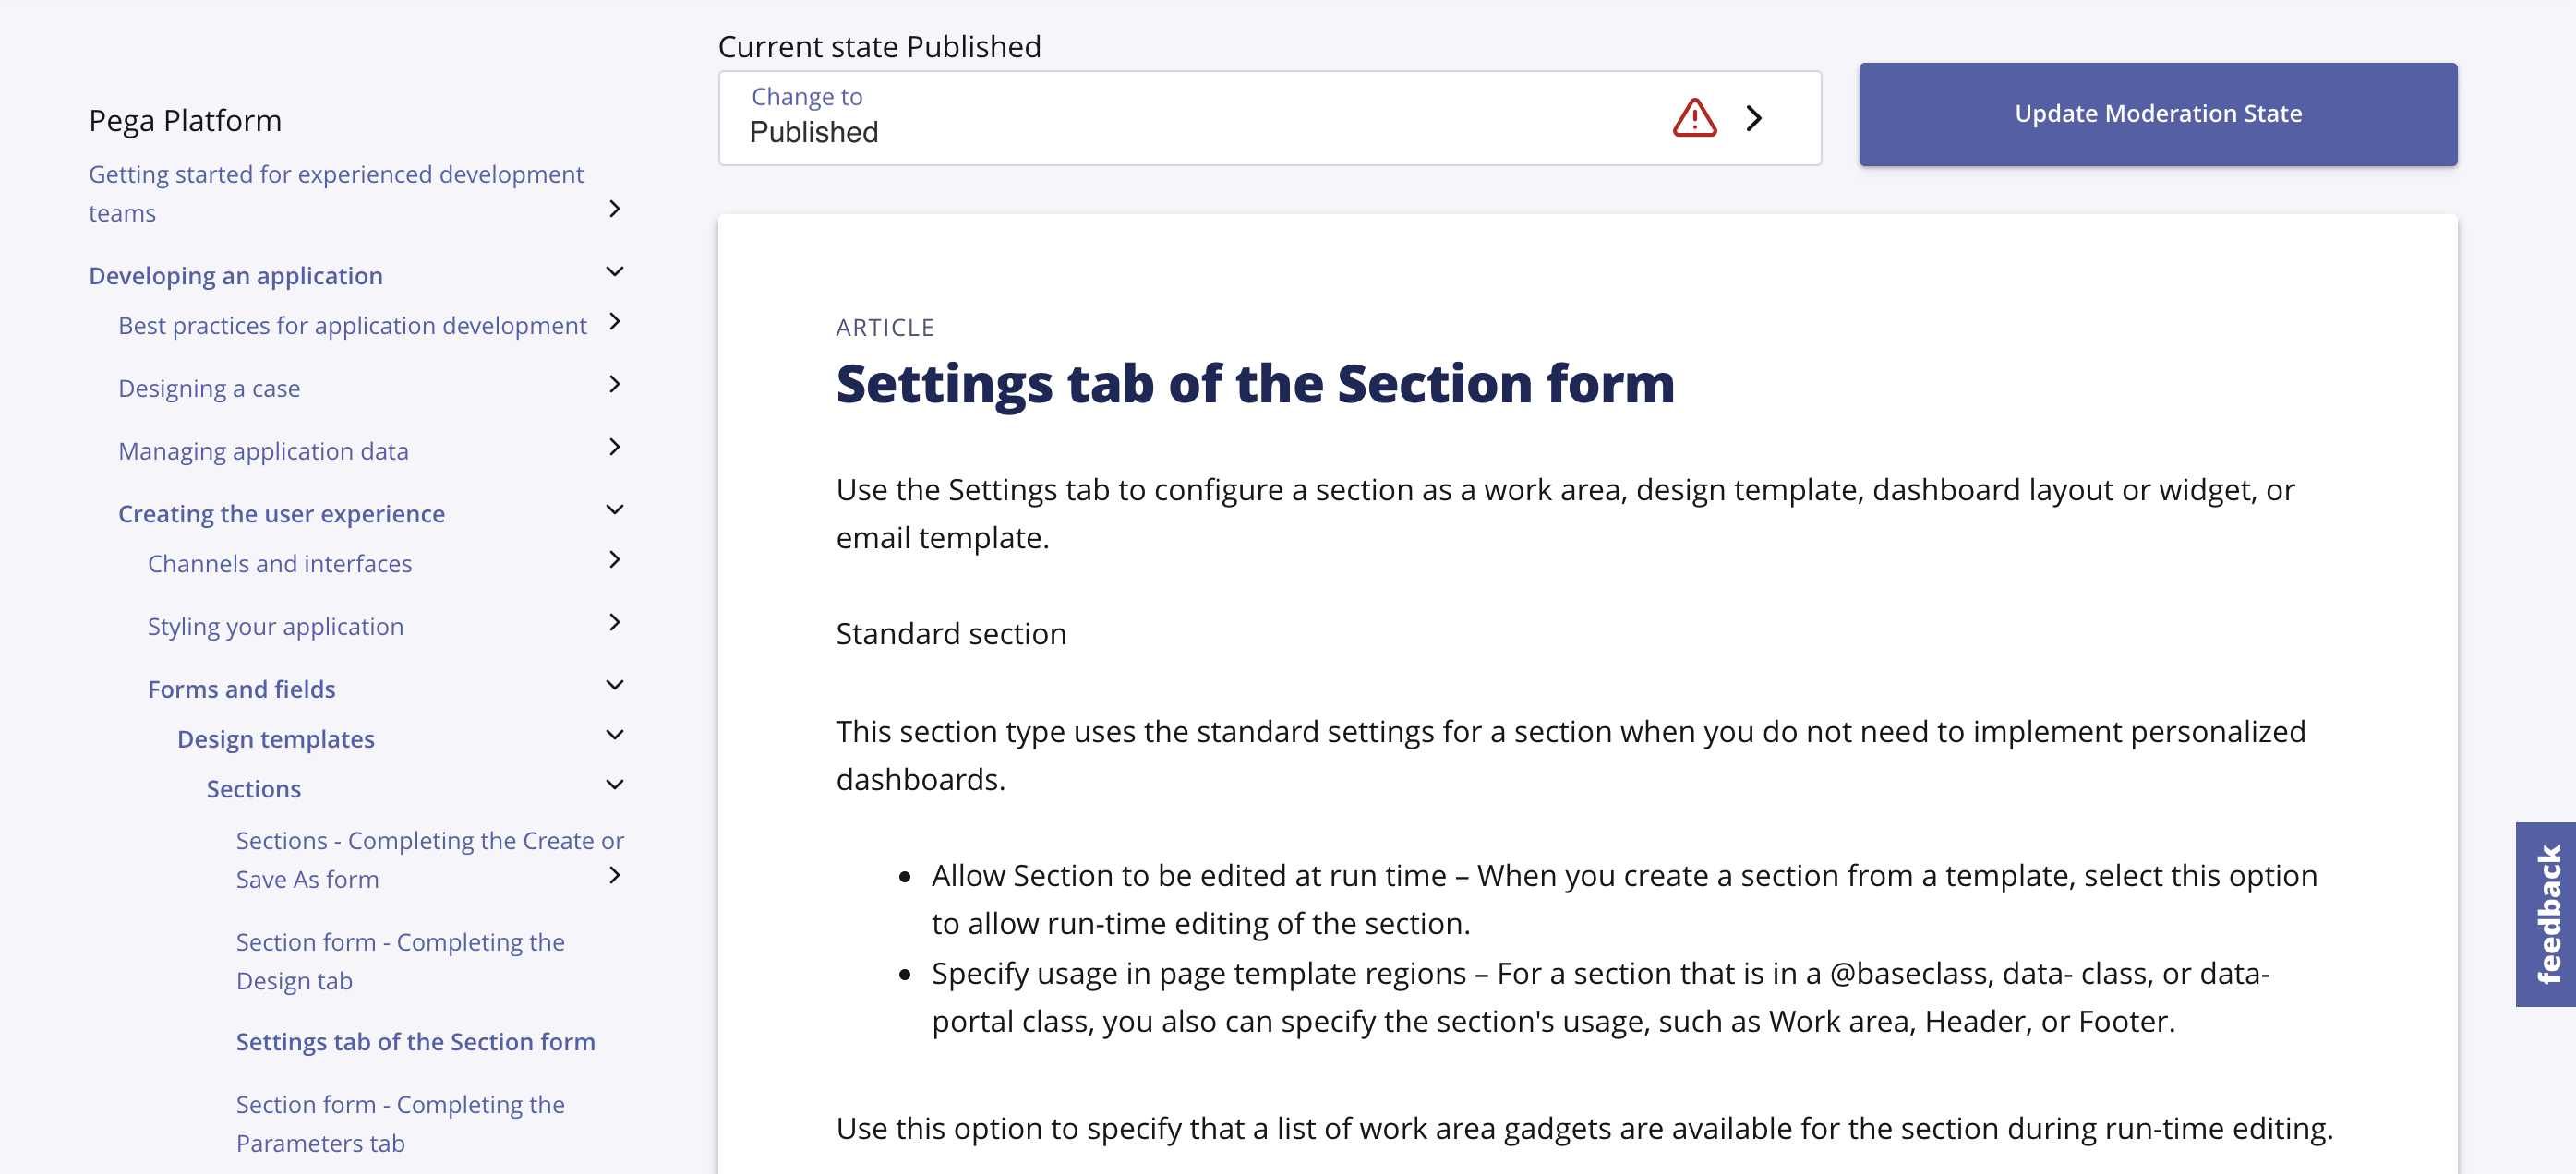 Pega Platform
Getting started for experienced development
teams
Developing an application
Best practices for application development
Designing a case
Managing application data
Creating the user experience
Channels and interfaces
Styling your application
Forms and fields
Design templates
Sections
Sections - Completing the Create or
Save As form
Section form - Completing the
Design tab
Settings tab of the Section form
Section form - Completing the
Parameters tab
Current state Published
Change to
Published
Update Moderation State
ARTICLE
Settings tab of the Section form
Use the Settings tab to configure a section as a work area, design template, dashboard layout or widget, or
email template.
Standard section
This section type uses the standard settings for a section when you do not need to implement personalized
dashboards.
• Allow Section to be edited at run time – When you create a section from a template, select this option
to allow run-time editing of the section.
• Specify usage in page template regions – For a section that is in a @baseclass, data- class, or data-
portal class, you also can specify the section's usage, such as Work area, Header, or Footer.
Use this option to specify that a list of work area gadgets are available for the section during run-time editing.
feedback